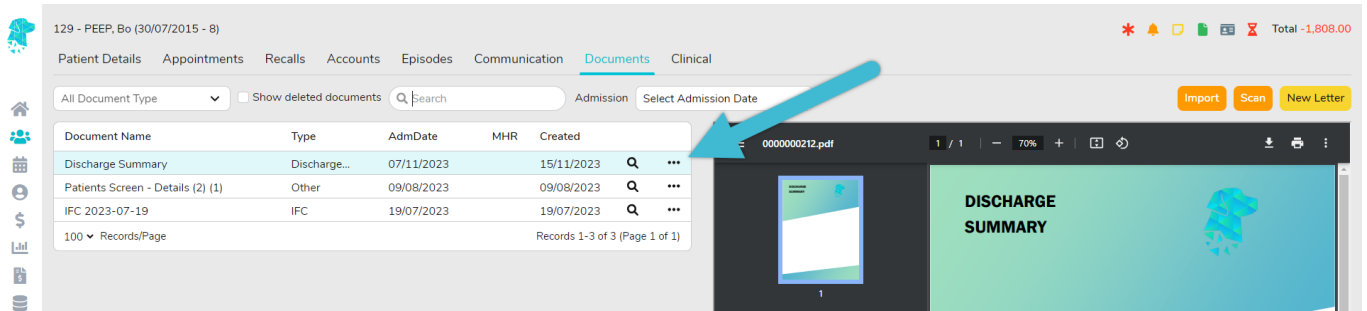 129 - PEEP, Bo (30/07/2015 - 8)
Total -1,808.00
Patient Details Appointments Recalls Accounts Episodes Communication Documents Clinical
All Document Type Show deleted documents Search Admission Select Admission Date Import Scan New Letter
Document Name Type AdmDate MHR Created
Discharge Summary Discharge... 07/11/2023 15/11/2023
Patients Screen - Details (2) (1) Other 09/08/2023 09/08/2023
IFC 2023-07-19 IFC 19/07/2023 19/07/2023
100 Records/Page Records 1-3 of 3 (Page 1 of 1)
0000000212.pdf 1 / 1 — 70% +
DISCHARGE
SUMMARY
1
DISCHARGE
SUMMARY